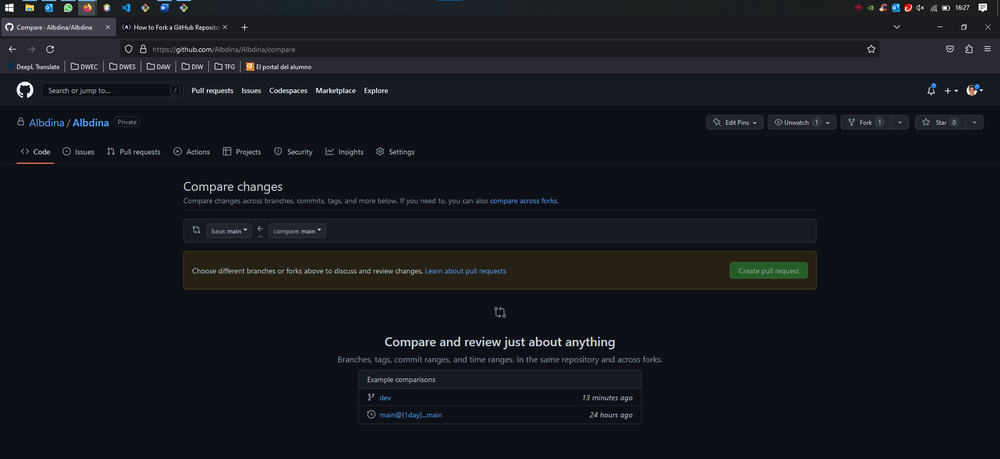 16:27
Compare · Albdina/Albdina
How to Fork a GitHub Reposito
https://github.com/Albdina/Albdina/compare
DeepL Translate
DWEC
DWES
DAW
DIW
TFG
El portal del alumno
Search or jump to...
/
Pull requests
Issues
Codespaces
Marketplace
Explore
Albdina / Albdina
Private
Edit Pins
Unwatch 1
Fork 1
Star 0
Code
Issues
Pull requests
Actions
Projects
Security
Insights
Settings
Compare changes
Compare changes across branches, commits, tags, and more below. If you need to, you can also compare across forks.
base: main
...
compare: main
Choose different branches or forks above to discuss and review changes. Learn about pull requests
Create pull request
Compare and review just about anything
Branches, tags, commit ranges, and time ranges. In the same repository and across forks.
Example comparisons
dev 13 minutes ago
main@{1day}...main 24 hours ago